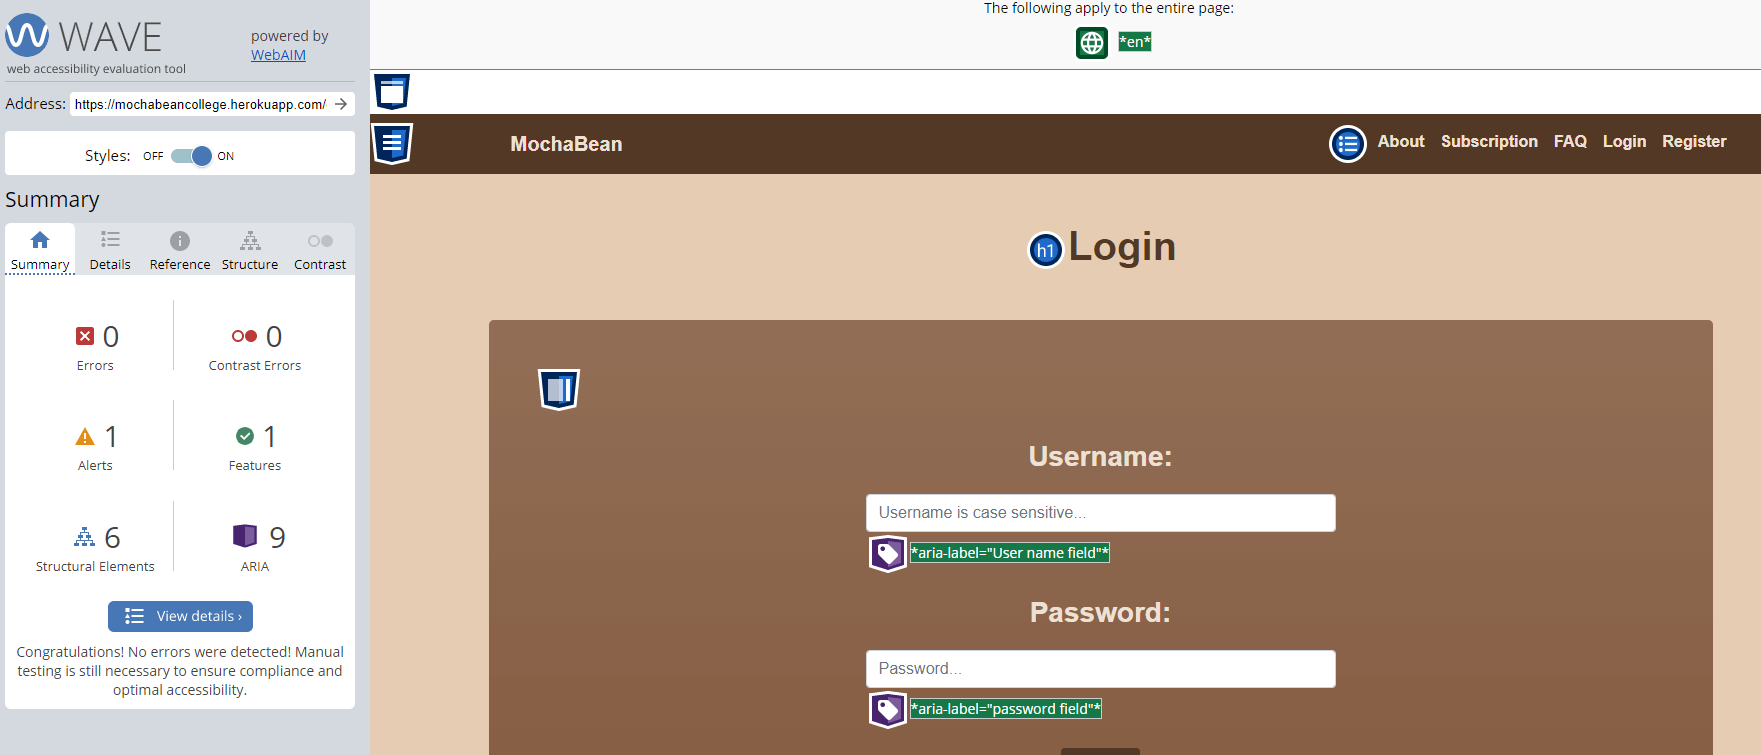 WAVE
powered by
WebAIM
web accessibility evaluation tool
Address: https://mochabeancollege.herokuapp.com/
Styles: OFF ON
Summary
Summary Details Reference Structure Contrast
0 0
Errors Contrast Errors
1 1
Alerts Features
6 9
Structural Elements ARIA
View details ›
Congratulations! No errors were detected! Manual
testing is still necessary to ensure compliance and
optimal accessibility.
The following apply to the entire page:
*en*
MochaBean About Subscription FAQ Login Register
h1 Login
Username:
Username is case sensitive...
*aria-label="User name field"*
Password:
Password...
*aria-label="password field"*